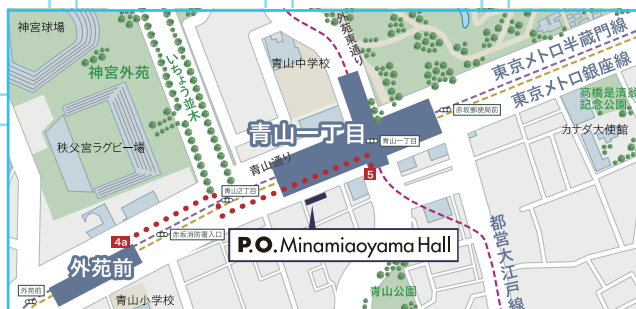 神宮球場
神宮外苑
いちょう並木
秩父宮ラグビー場
青山中学校
外苑東通り
東京メトロ半蔵門線
東京メトロ銀座線
高橋是清翁
記念公園
カナダ大使館
赤坂郵便局前
青山一丁目
青山一丁目
青山通り
青山2丁目
5
4a
赤坂消防署入口
P.O. Minamiaoyama Hall
外苑前
外苑前
青山小学校
青山公園
都営大江戸線